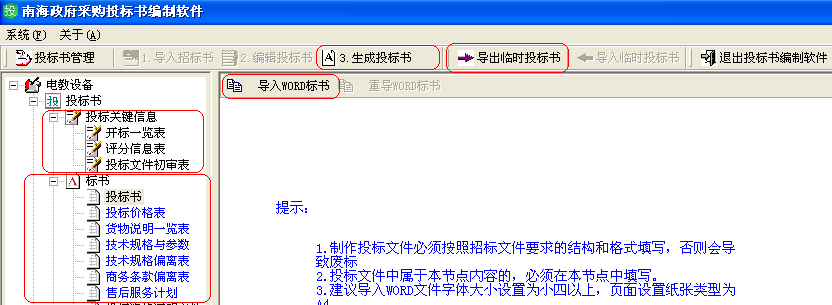 投 南海政府采购投标书编制软件
系统(F) 关于(A)
投标书管理 1.导入招标书 2.编辑投标书 3.生成投标书 导出临时投标书 导入临时投标书 退出投标书编制软件
电教设备
投标书
投标关键信息
开标一览表
评分信息表
投标文件初审表
标书
投标书
投标价格表
货物说明一览表
技术规格与参数
技术规格偏离表
商务条款偏离表
售后服务计划
导入WORD标书 重导WORD标书
提示：
1.制作投标文件必须按照招标文件要求的结构和格式填写，否则会导
致废标
2.投标文件中属于本节点内容的，必须在本节点中填写。
3.建议导入WORD文件字体大小设置为小四以上，页面设置纸张类型为
A4